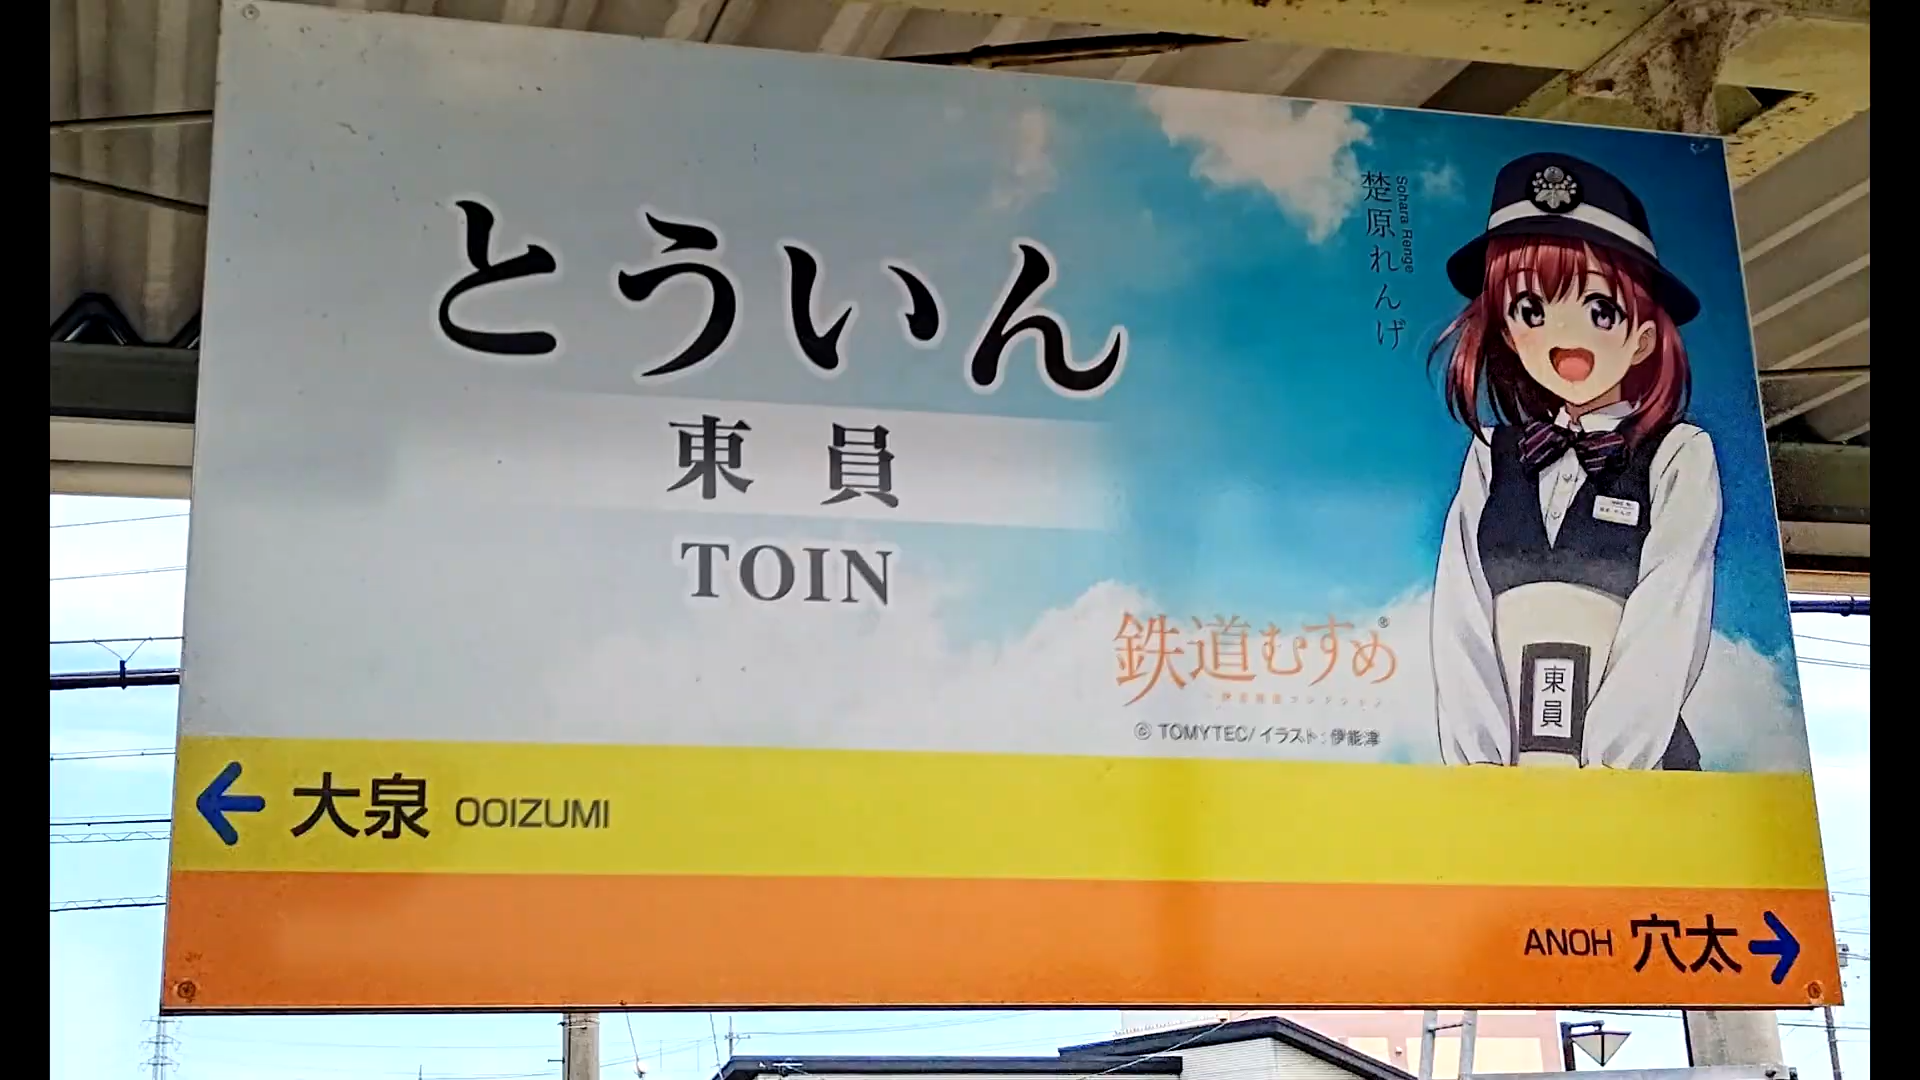 とういん
東員
TOIN
楚原れんげ
Sohara Renge
鉄道むすめ®
© TOMYTEC/イラスト:伊能津
東員
← 大泉 OOIZUMI
ANOH 穴太 →